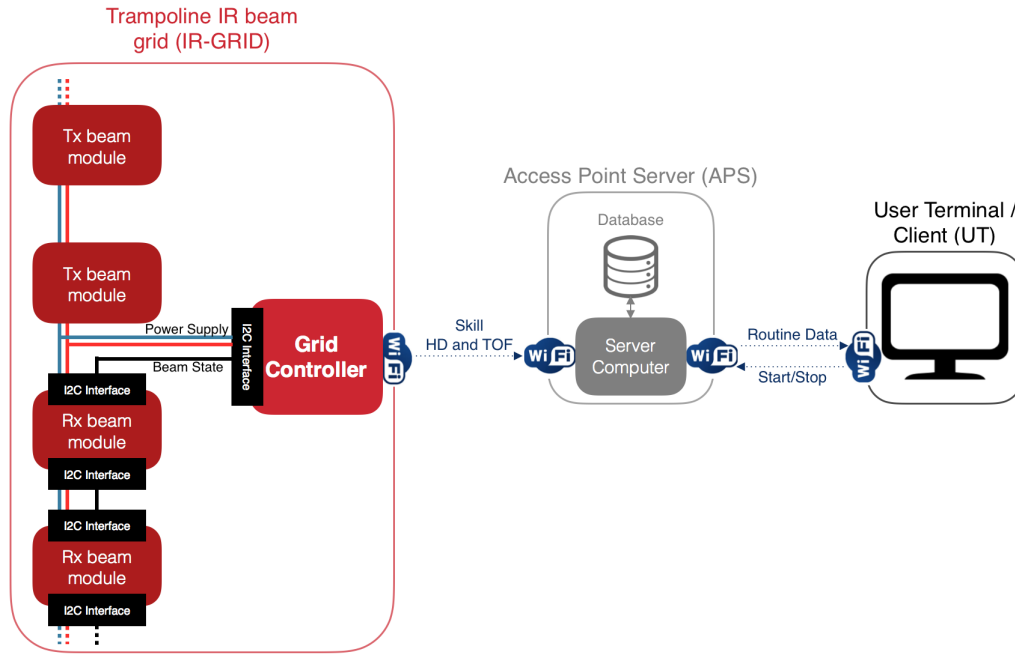 Trampoline IR beam
grid (IR-GRID)
Tx beam
module
Tx beam
module
Power Supply
Beam State
I2C Interface
Grid
Controller
Wi Fi
I2C Interface
Rx beam
module
I2C Interface
I2C Interface
Rx beam
module
I2C Interface
Skill
HD and TOF
Access Point Server (APS)
Database
Wi Fi
Server
Computer
Wi Fi
Routine Data
Start/Stop
User Terminal /
Client (UT)
Wi Fi